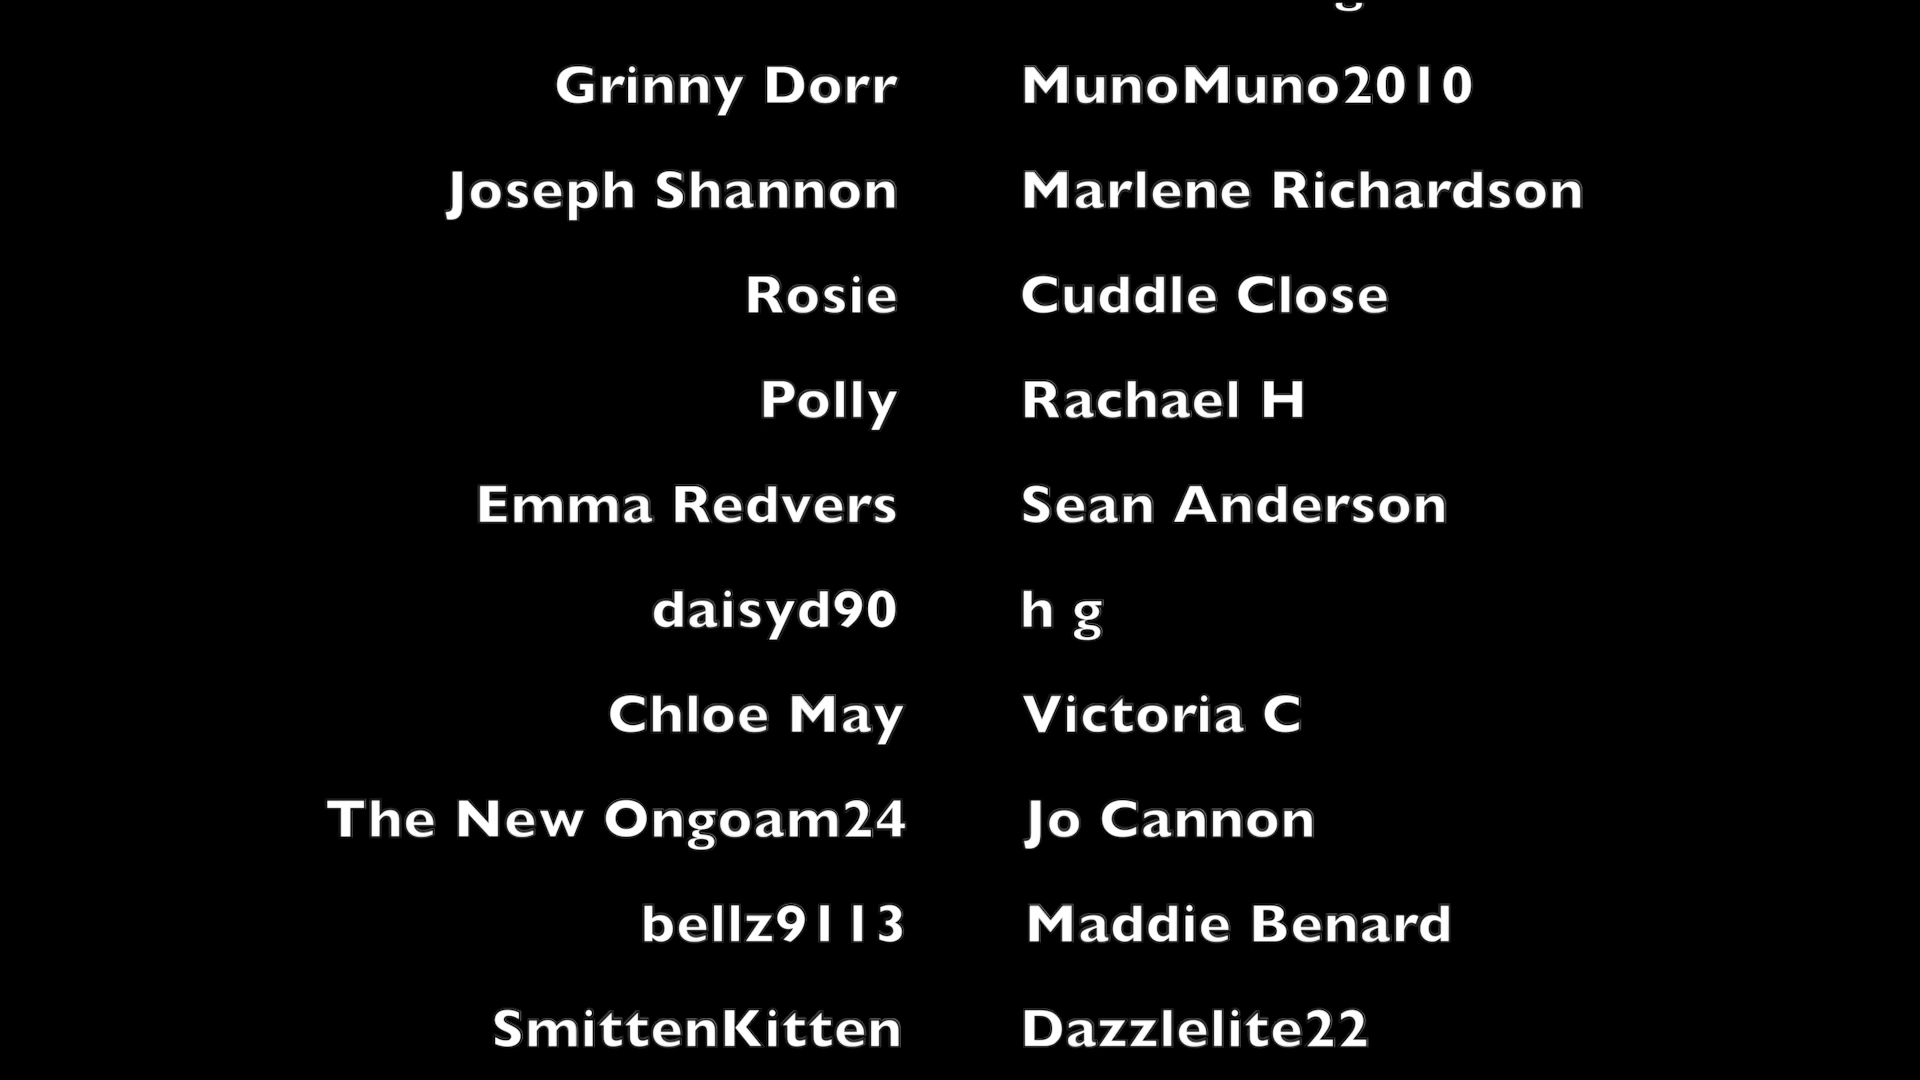 Grinny Dorr MunoMuno2010
Joseph Shannon Marlene Richardson
Rosie Cuddle Close
Polly Rachael H
Emma Redvers Sean Anderson
daisyd90 h g
Chloe May Victoria C
The New Ongoam24 Jo Cannon
bellz9113 Maddie Benard
SmittenKitten Dazzlelite22